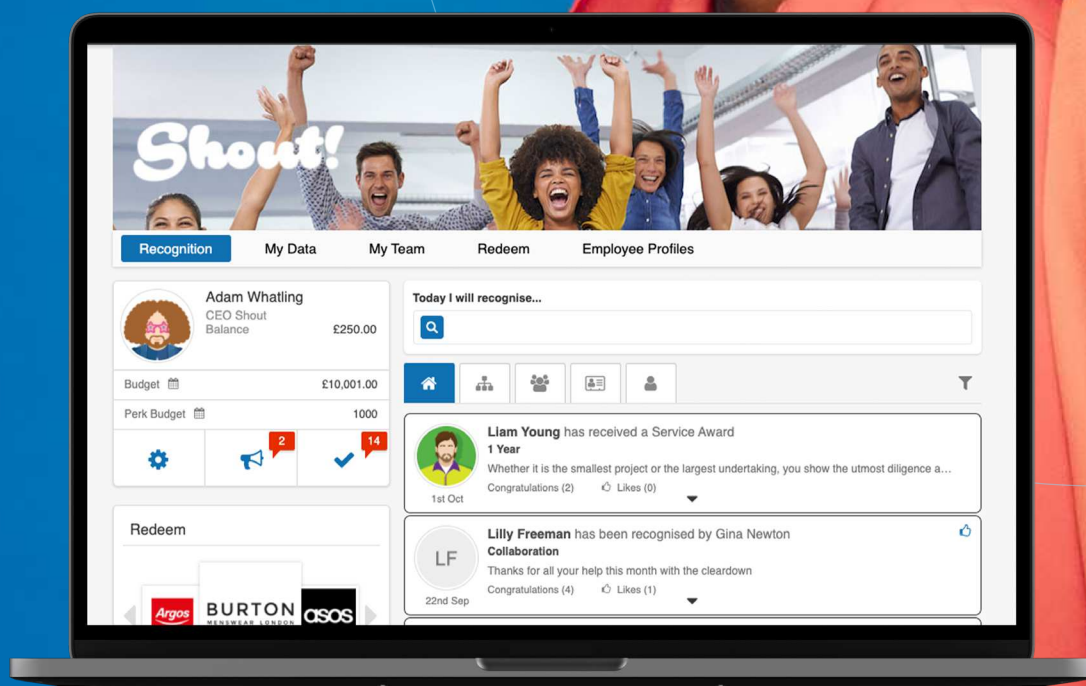 Shout!
Recognition My Data My Team Redeem Employee Profiles
Adam Whatling
CEO Shout
Balance £250.00
Budget £10,001.00
Perk Budget 1000
2 14
Redeem
Argos BURTON MENSWEAR LONDON asos
Today I will recognise...
Liam Young has received a Service Award
1 Year
Whether it is the smallest project or the largest undertaking, you show the utmost diligence a...
Congratulations (2) Likes (0)
1st Oct
LF
Lilly Freeman has been recognised by Gina Newton
Collaboration
Thanks for all your help this month with the cleardown
Congratulations (4) Likes (1)
22nd Sep